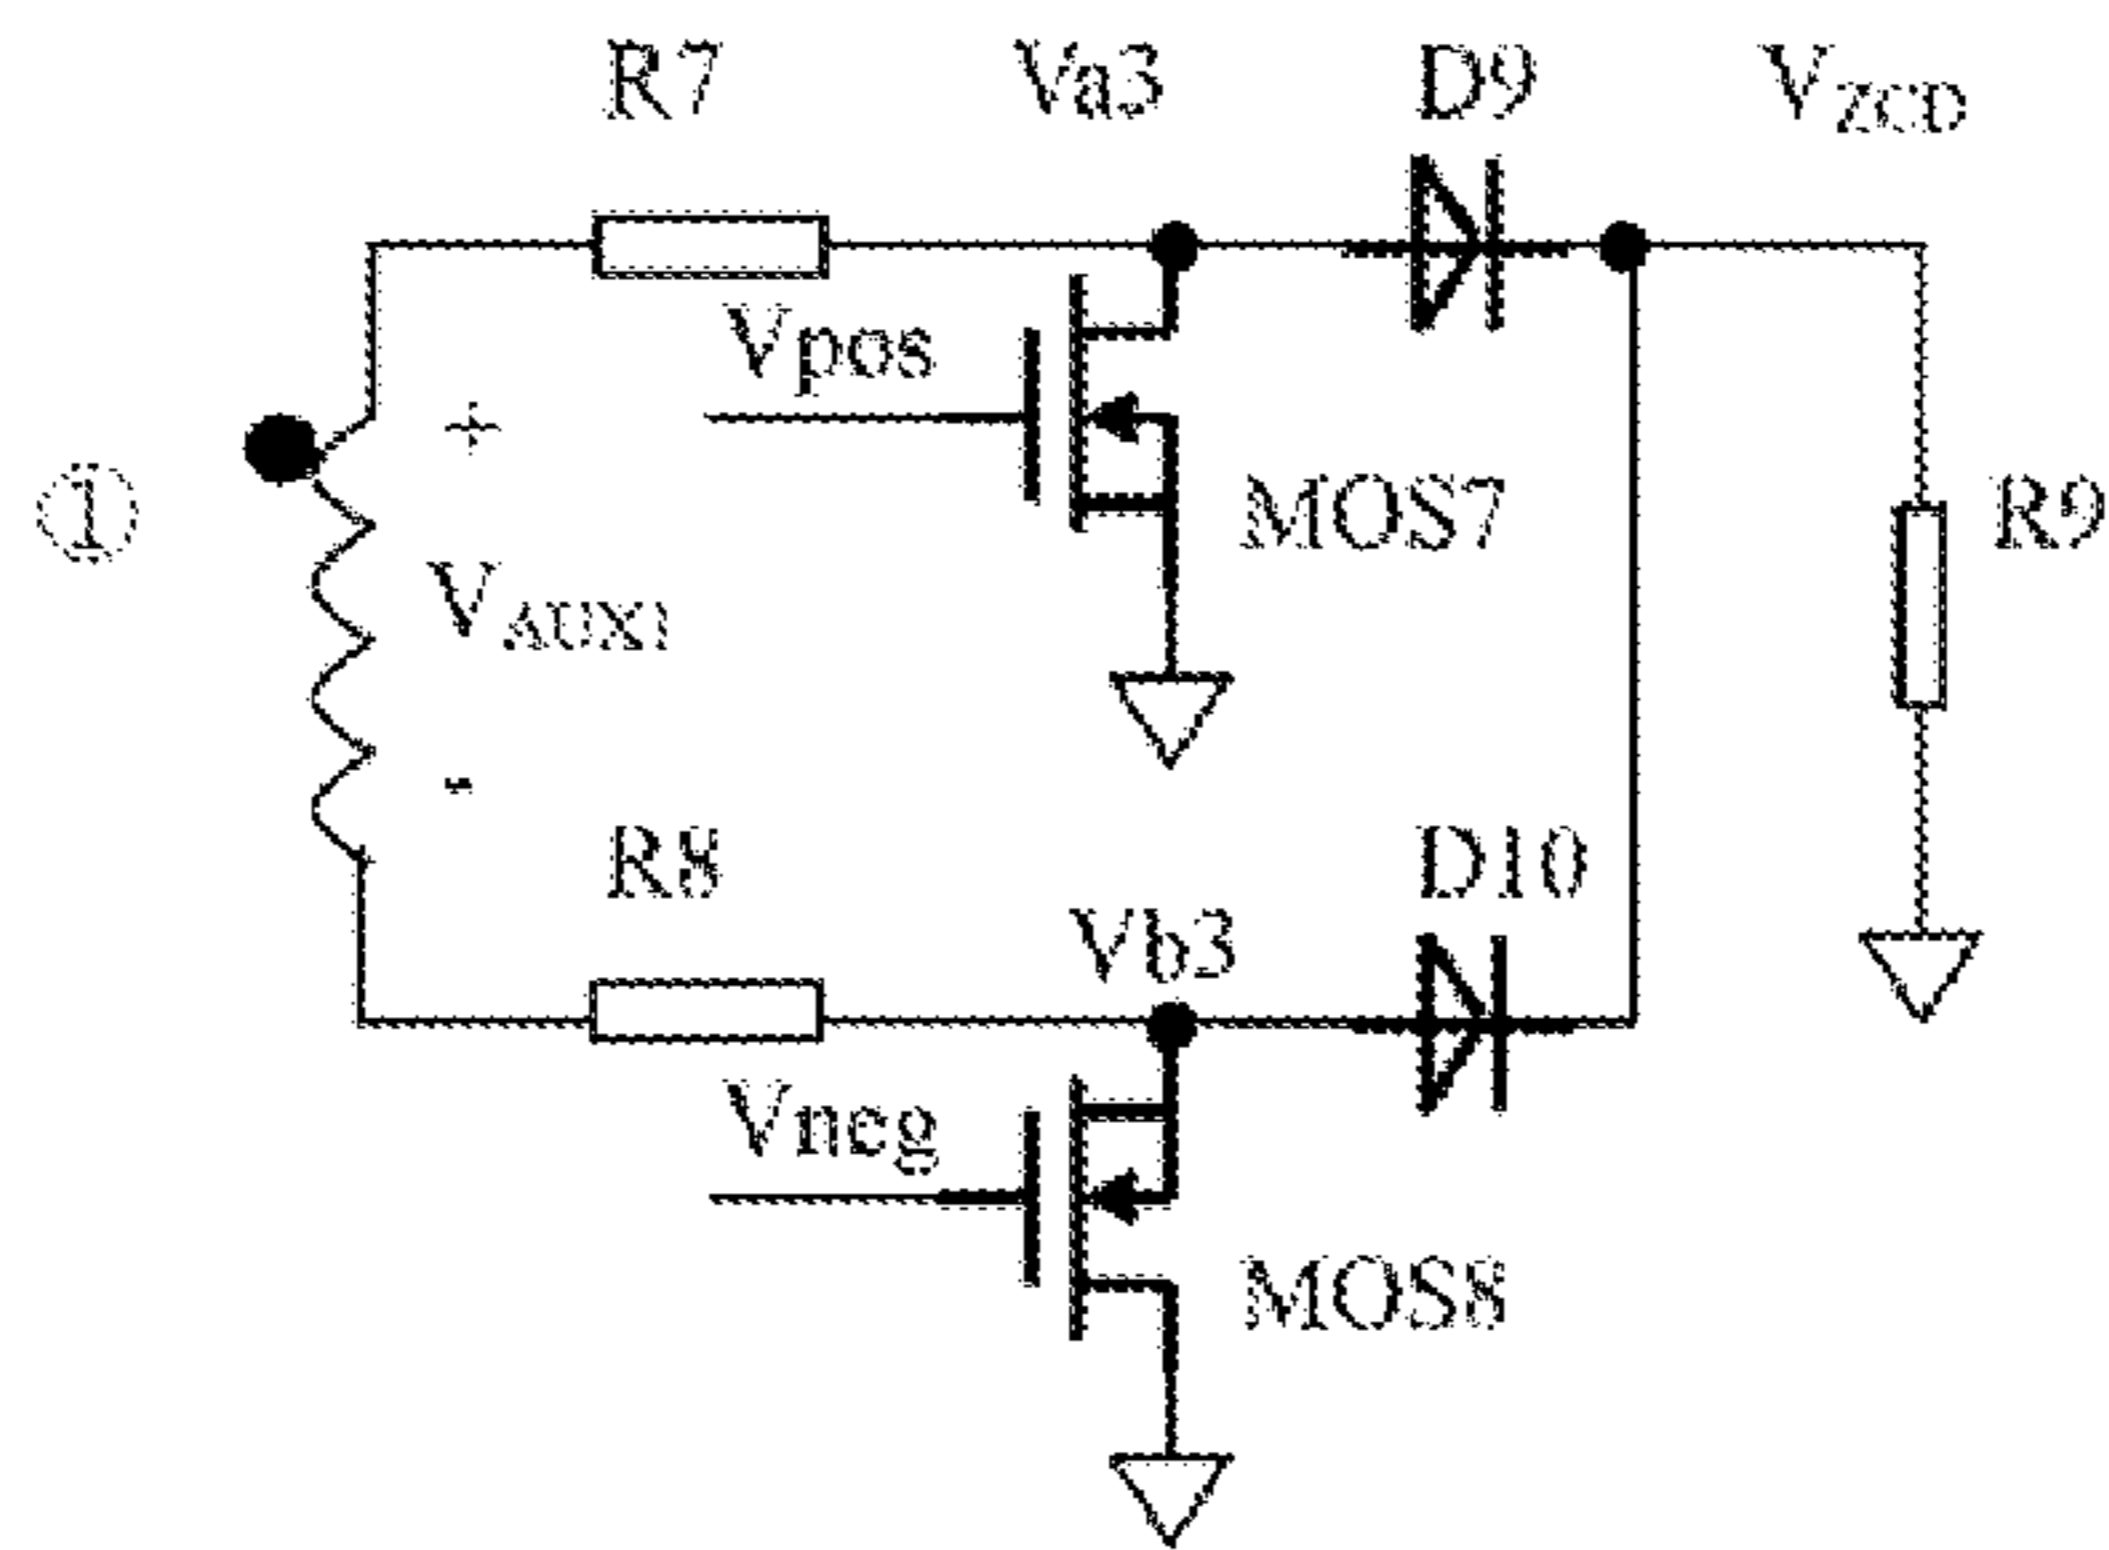 R7 Va3 D9 VZCD
Vpos
+
① MOS7 R9
VAUX1
-
R8 D10
Vb3
Vneg
MOS8